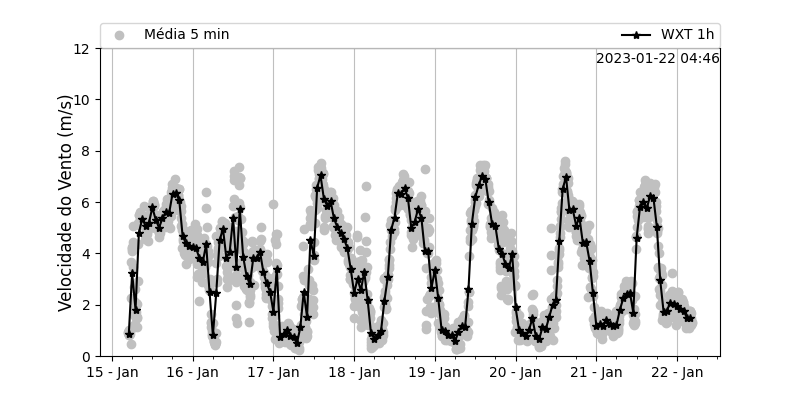 Média 5 min
WXT 1h
2023-01-22 04:46
Velocidade do Vento (m/s)
12
10
8
6
4
2
0
15 - Jan
16 - Jan
17 - Jan
18 - Jan
19 - Jan
20 - Jan
21 - Jan
22 - Jan